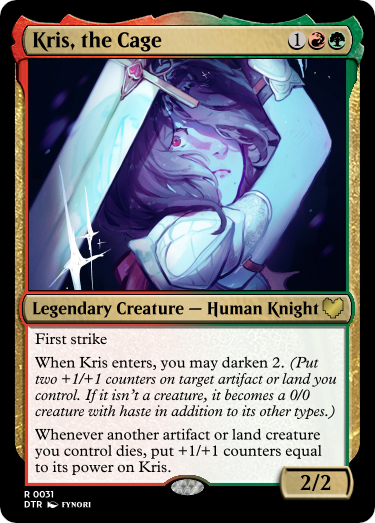 Kris, the Cage 1
Legendary Creature — Human Knight
First strike
When Kris enters, you may darken 2. (Put
two +1/+1 counters on target artifact or land you
control. If it isn't a creature, it becomes a 0/0
creature with haste in addition to its other types.)
Whenever another artifact or land creature
you control dies, put +1/+1 counters equal
to its power on Kris.
2/2
R 0031
DTR FYNORI